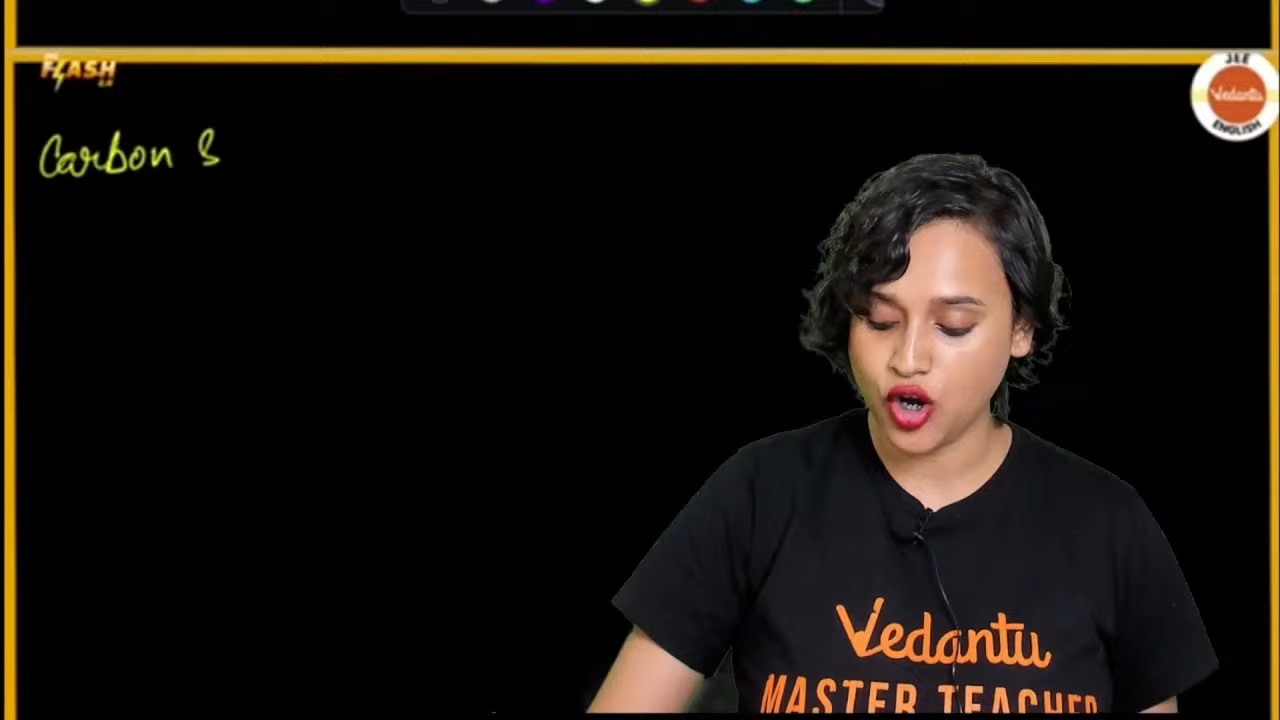 FLASH
JEE
Vedantu
ENGLISH
Carbon S
Vedantu
MASTER TEACHER